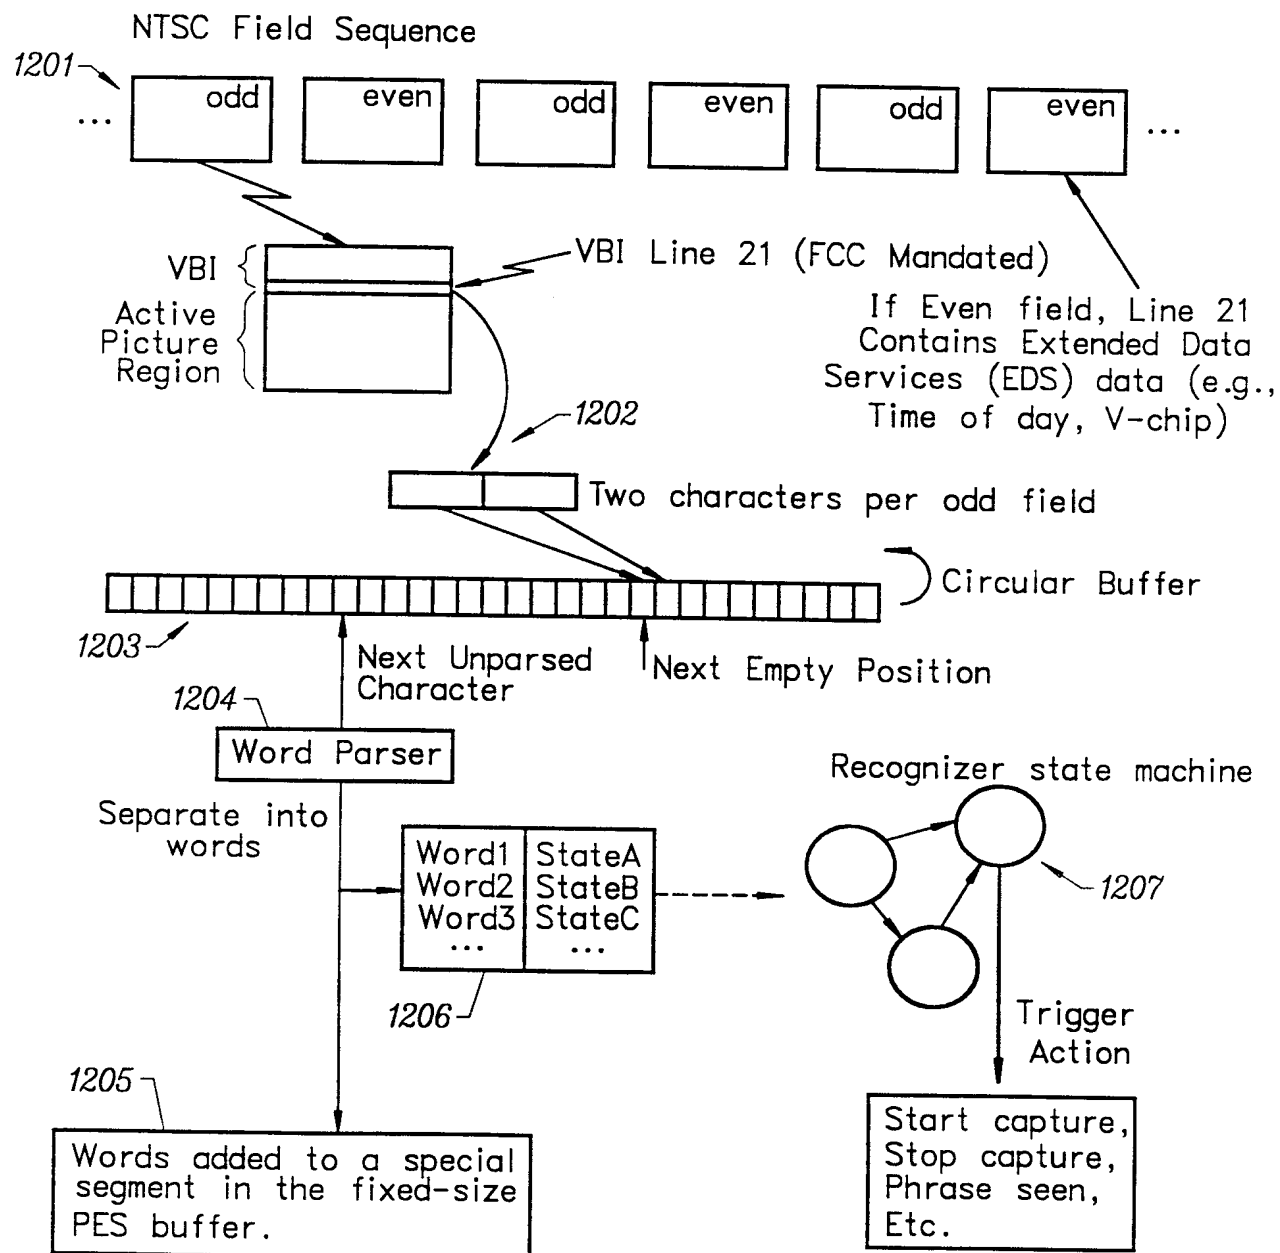 NTSC Field Sequence
1201
... odd even odd even odd even ...
VBI
VBI Line 21 (FCC Mandated)
Active
Picture
Region
If Even field, Line 21
Contains Extended Data
Services (EDS) data (e.g.,
Time of day, V-chip)
1202
Two characters per odd field
Circular Buffer
1203
Next Unparsed
Character
Next Empty Position
1204
Word Parser
Separate into
words
Recognizer state machine
Word1 StateA
Word2 StateB
Word3 StateC
... ...
1206
1207
Trigger
Action
1205
Words added to a special
segment in the fixed-size
PES buffer.
Start capture,
Stop capture,
Phrase seen,
Etc.